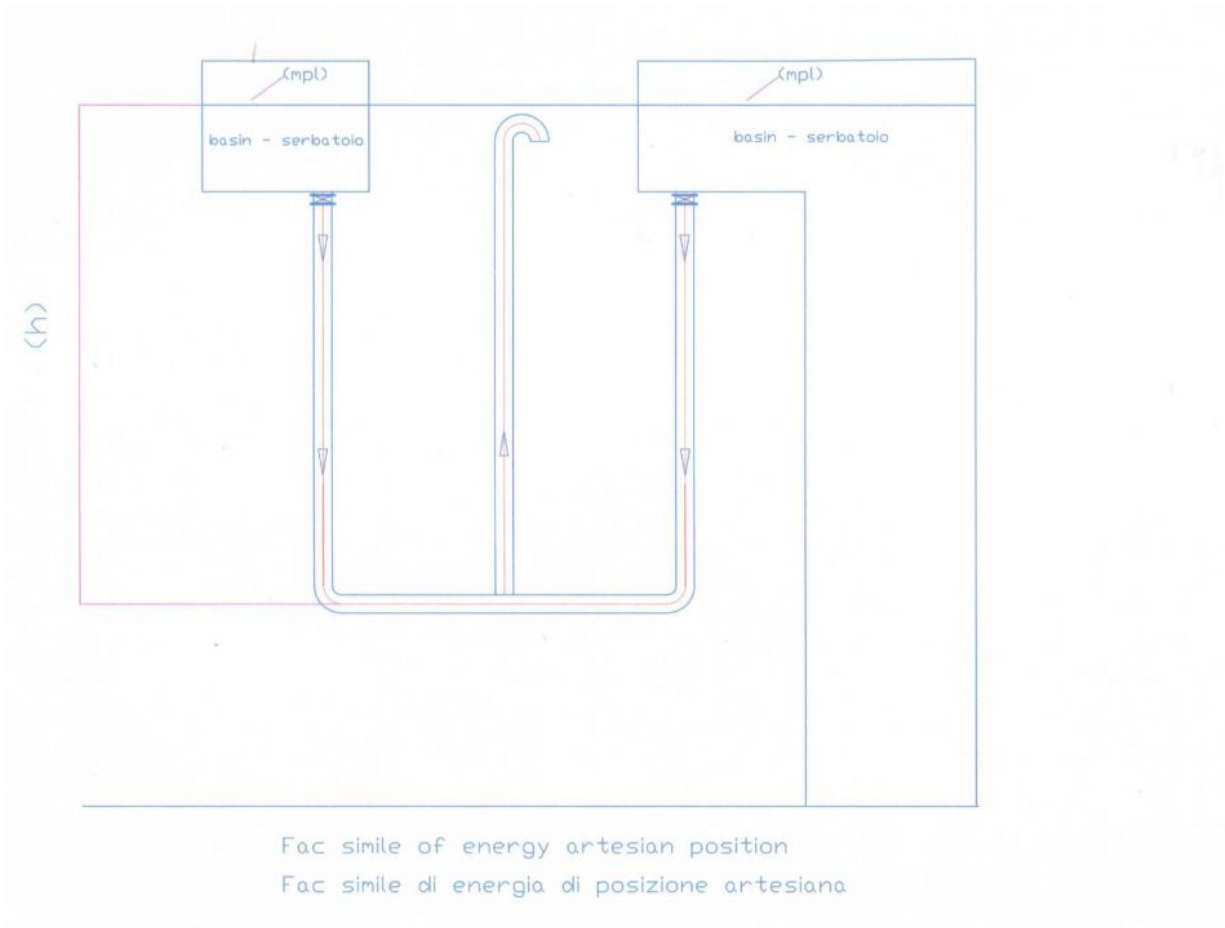 (mpl)
(mpl)
basin - serbatoio
basin - serbatoio
(h)
Fac simile of energy artesian position
Fac simile di energia di posizione artesiana